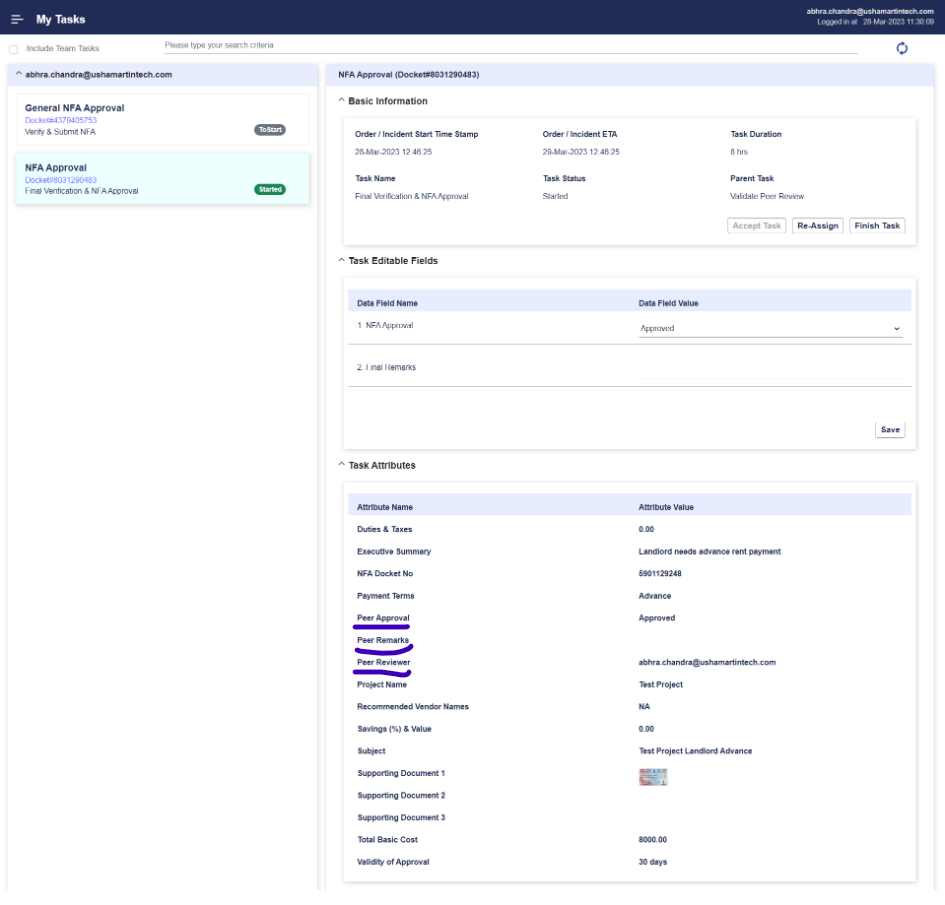 My Tasks
abhra.chandra@ushamartintech.com
Logged in at 28-Mar-2023 11:30:09
Include Team Tasks
Please type your search criteria
abhra.chandra@ushamartintech.com
General NFA Approval
Docket#4379405753
Verify & Submit NFA
ToStart
NFA Approval
Docket#8031290483
Final Verification & NFA Approval
Started
NFA Approval (Docket#8031290483)
Basic Information
Order / Incident Start Time Stamp Order / Incident ETA Task Duration
28-Mar-2023 12:46:25 29-Mar-2023 12:46:25 8 hrs
Task Name Task Status Parent Task
Final Verification & NFA Approval Started Validate Peer Review
Accept Task Re-Assign Finish Task
Task Editable Fields
Data Field Name Data Field Value
1. NFA Approval Approved
2. Final Remarks
Save
Task Attributes
Attribute Name Attribute Value
Duties & Taxes 0.00
Executive Summary Landlord needs advance rent payment
NFA Docket No 5901129248
Payment Terms Advance
Peer Approval Approved
Peer Remarks
Peer Reviewer abhra.chandra@ushamartintech.com
Project Name Test Project
Recommended Vendor Names NA
Savings (%) & Value 0.00
Subject Test Project Landlord Advance
Supporting Document 1
Supporting Document 2
Supporting Document 3
Total Basic Cost 8000.00
Validity of Approval 30 days